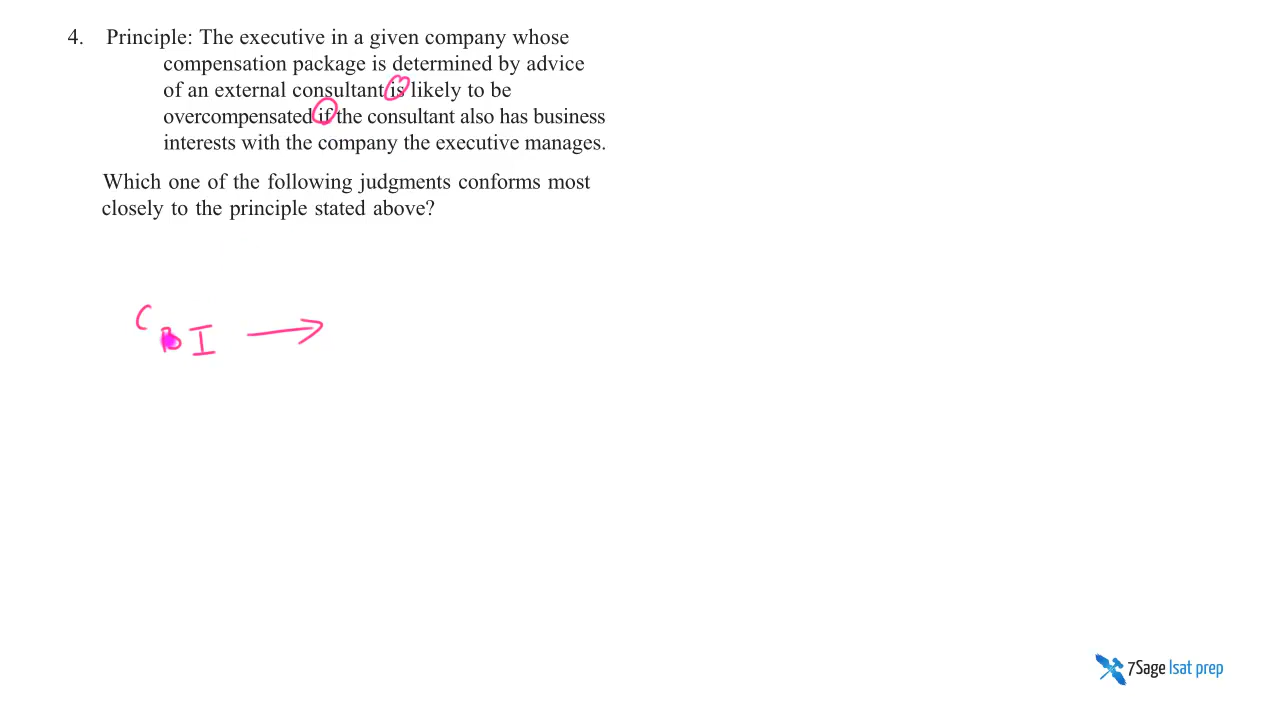 4. Principle: The executive in a given company whose
compensation package is determined by advice
of an external consultant is likely to be
overcompensated if the consultant also has business
interests with the company the executive manages.
Which one of the following judgments conforms most
closely to the principle stated above?
C B I →
7Sage lsat prep